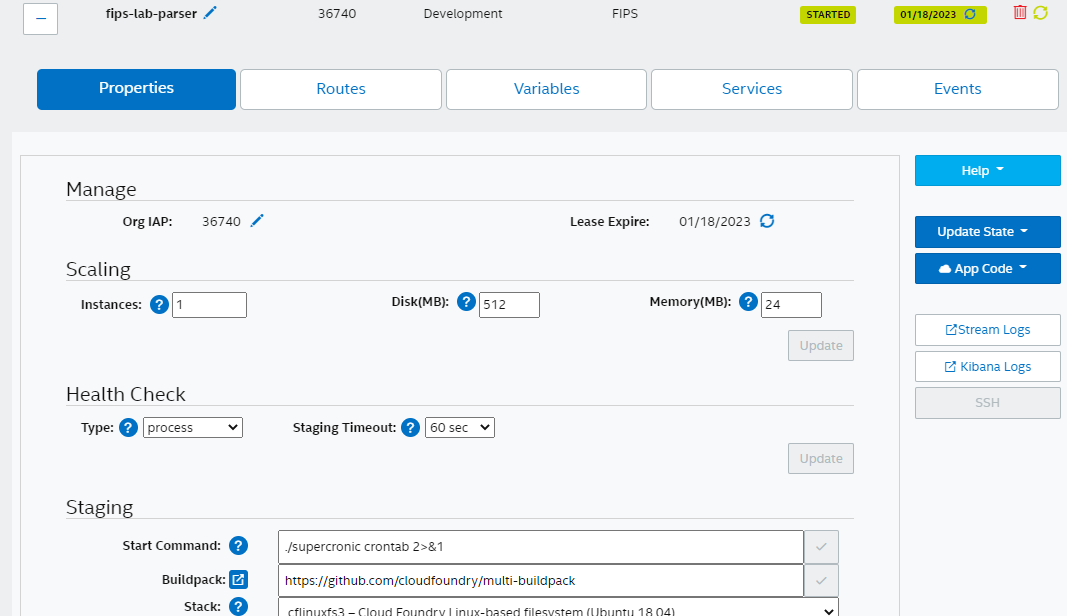 fips-lab-parser 36740 Development FIPS STARTED 01/18/2023
Properties Routes Variables Services Events
Manage
Org IAP: 36740 Lease Expire: 01/18/2023
Scaling
Instances: ? 1 Disk(MB): ? 512 Memory(MB): ? 24
Update
Health Check
Type: ? process Staging Timeout: ? 60 sec
Update
Staging
Start Command: ? ./supercronic crontab 2>&1
Buildpack: https://github.com/cloudfoundry/multi-buildpack
Stack: ? cflinuxfs3 – Cloud Foundry Linux-based filesystem (Ubuntu 18.04)
Help
Update State
App Code
Stream Logs
Kibana Logs
SSH